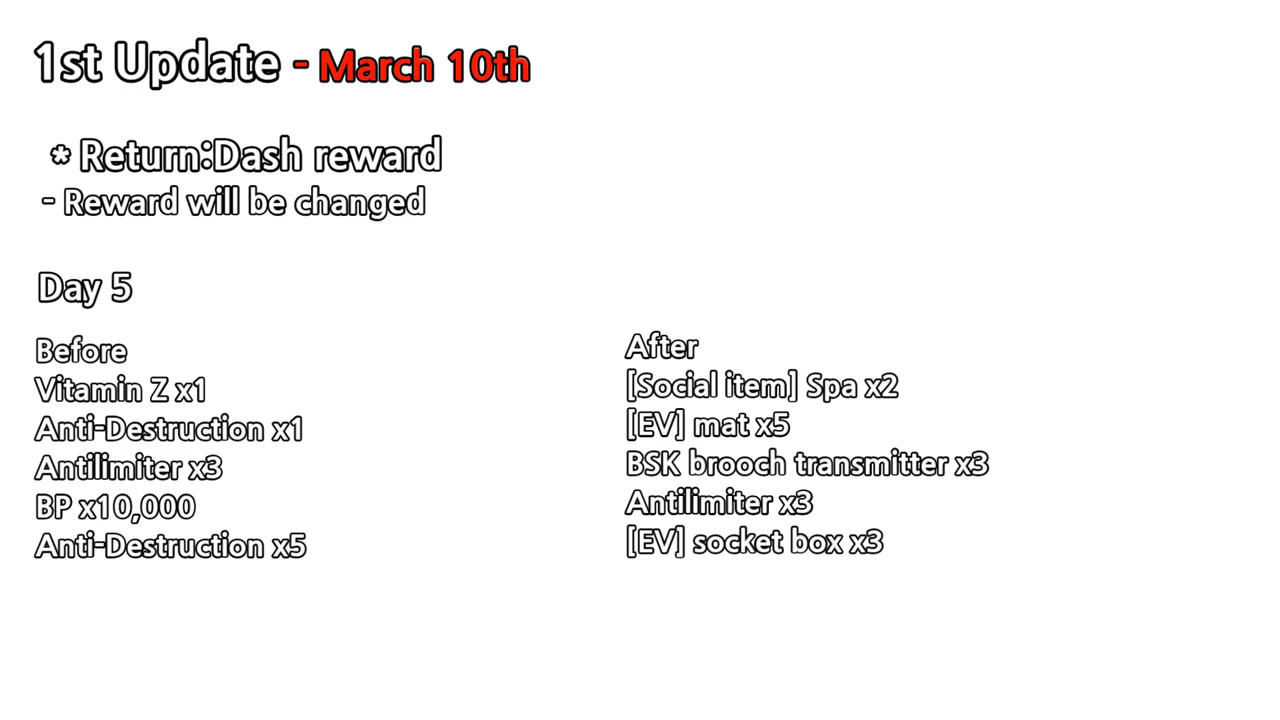 1st Update - March 10th
* Return:Dash reward
- Reward will be changed
Day 5
Before
Vitamin Z x1
Anti-Destruction x1
Antilimiter x3
BP x10,000
Anti-Destruction x5
After
[Social item] Spa x2
[EV] mat x5
BSK brooch transmitter x3
Antilimiter x3
[EV] socket box x3